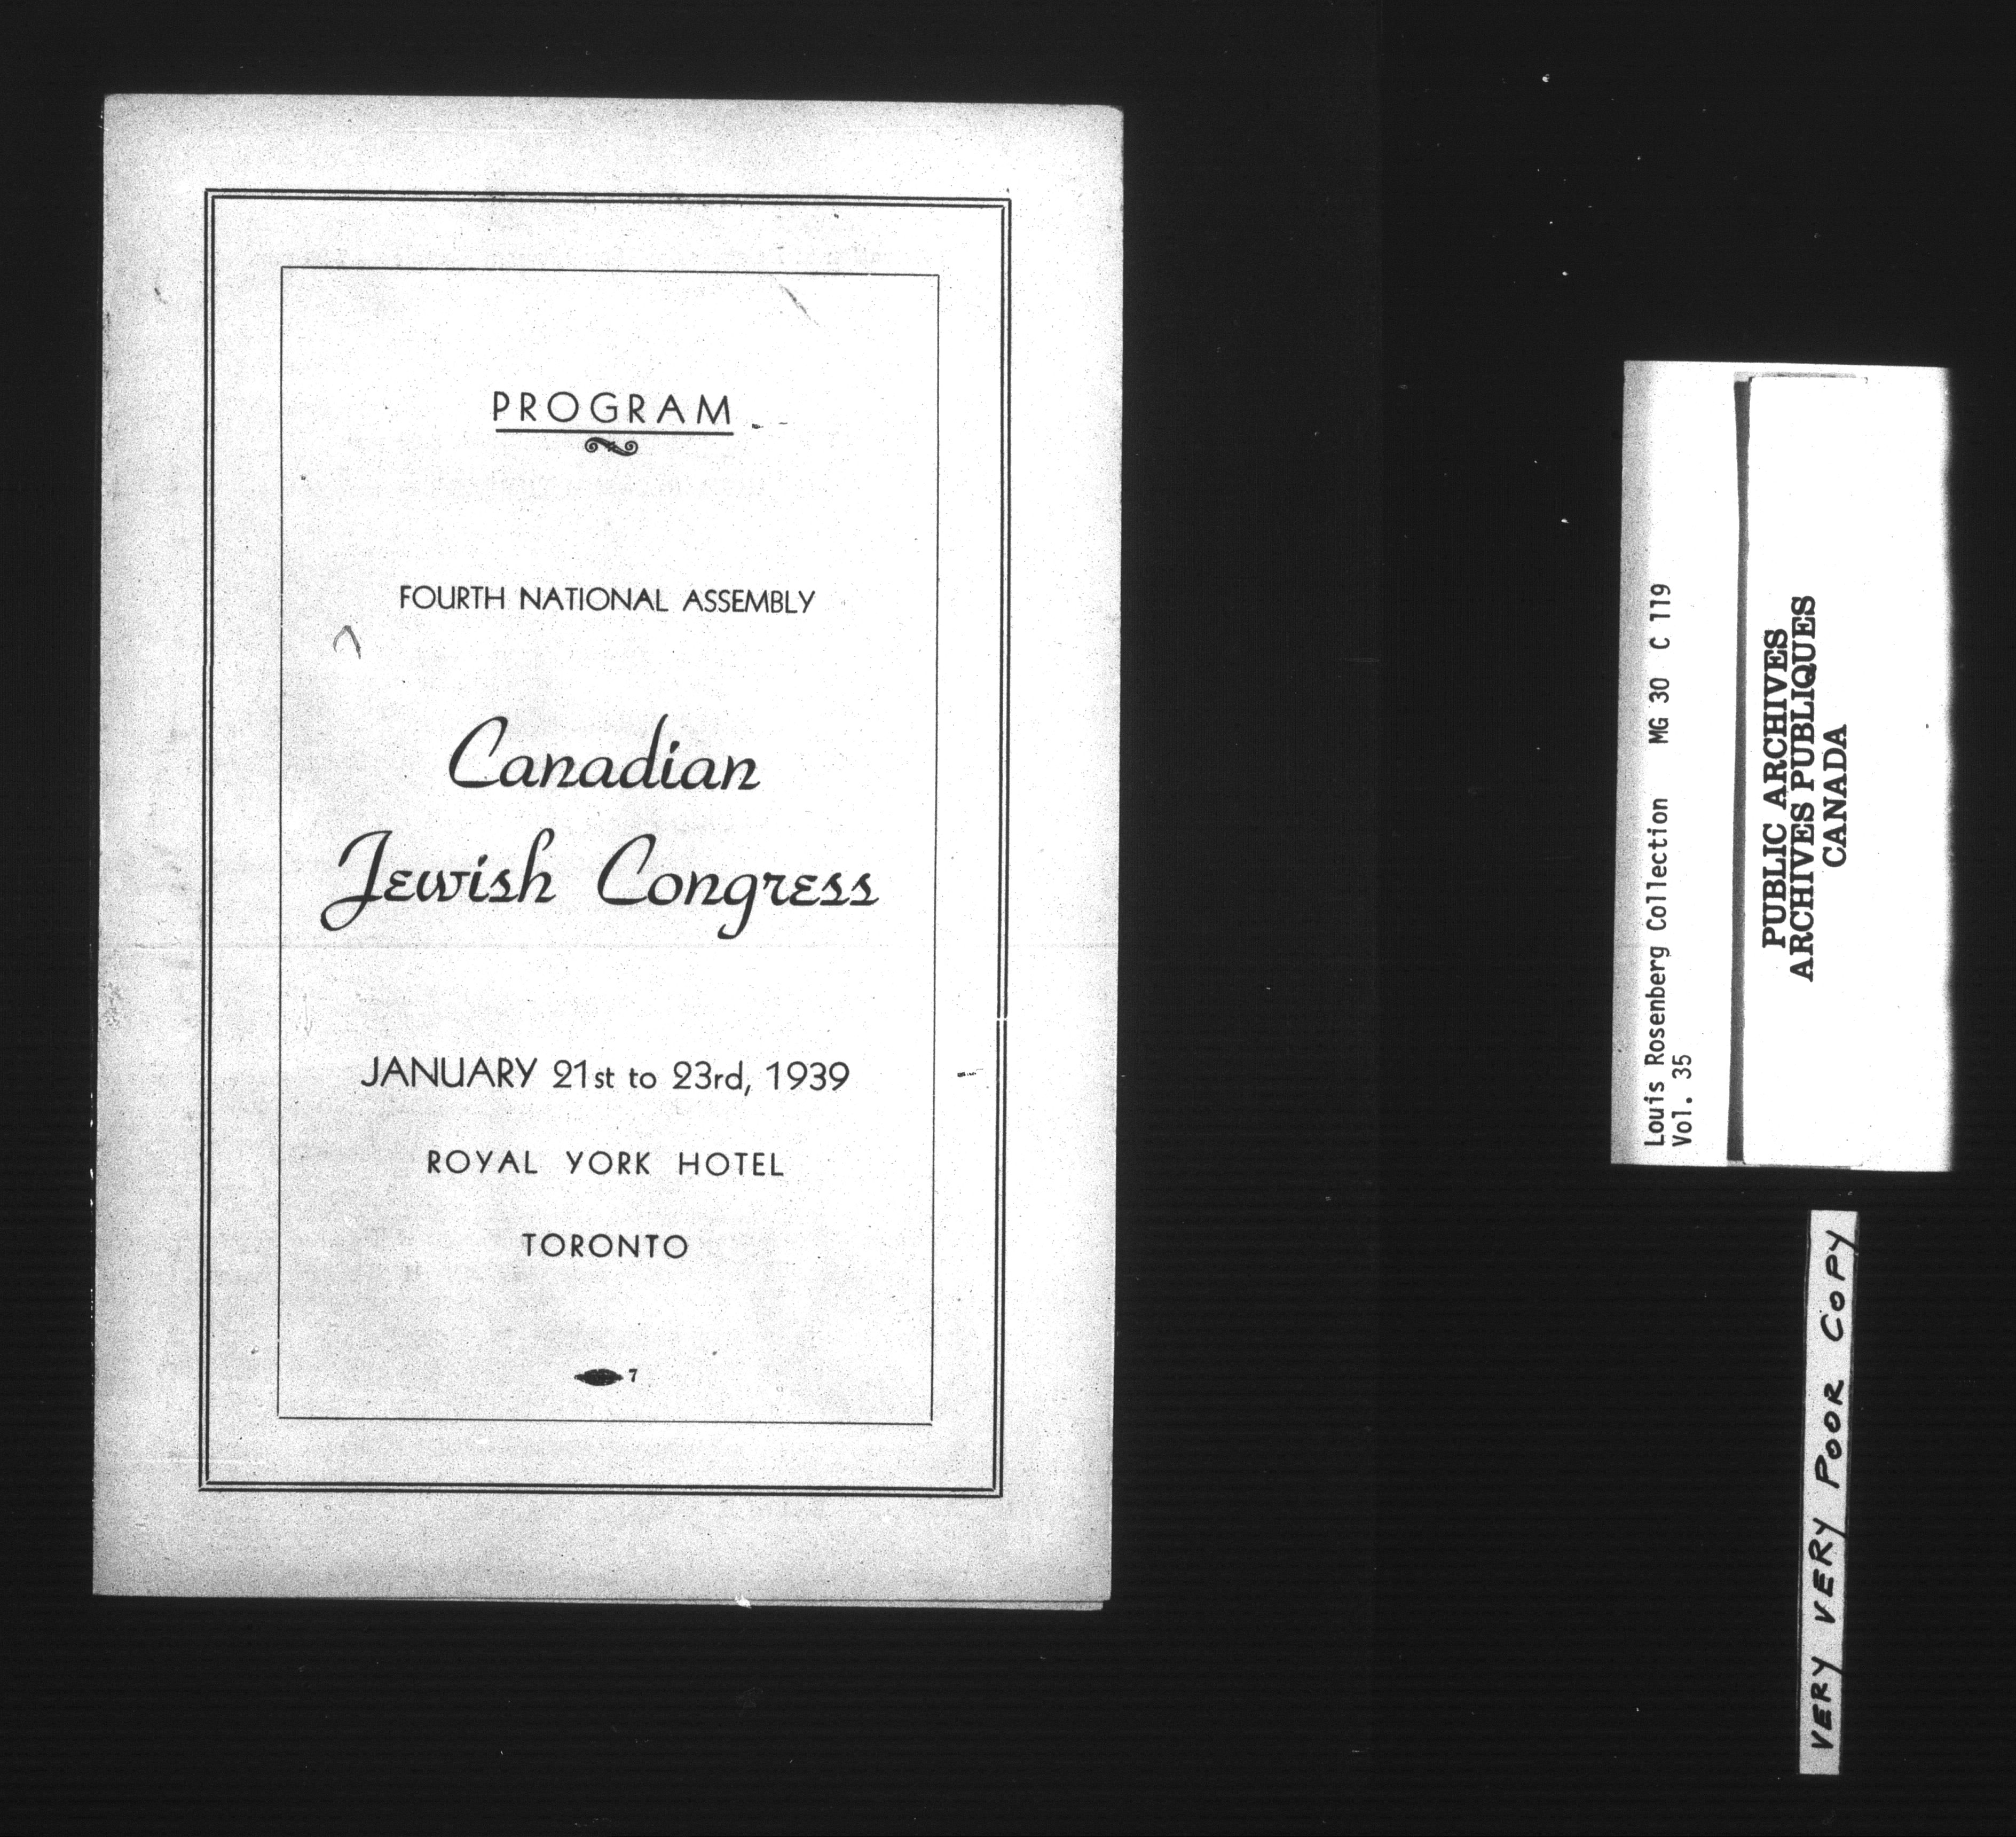 PROGRAM
FOURTH NATIONAL ASSEMBLY
Canadian
Jewish Congress
JANUARY 21st to 23rd, 1939
ROYAL YORK HOTEL
TORONTO
7
Louis Rosenberg Collection MG 30 C 119
Vol. 35
PUBLIC ARCHIVES
ARCHIVES PUBLIQUES
CANADA
VERY VERY POOR COPY